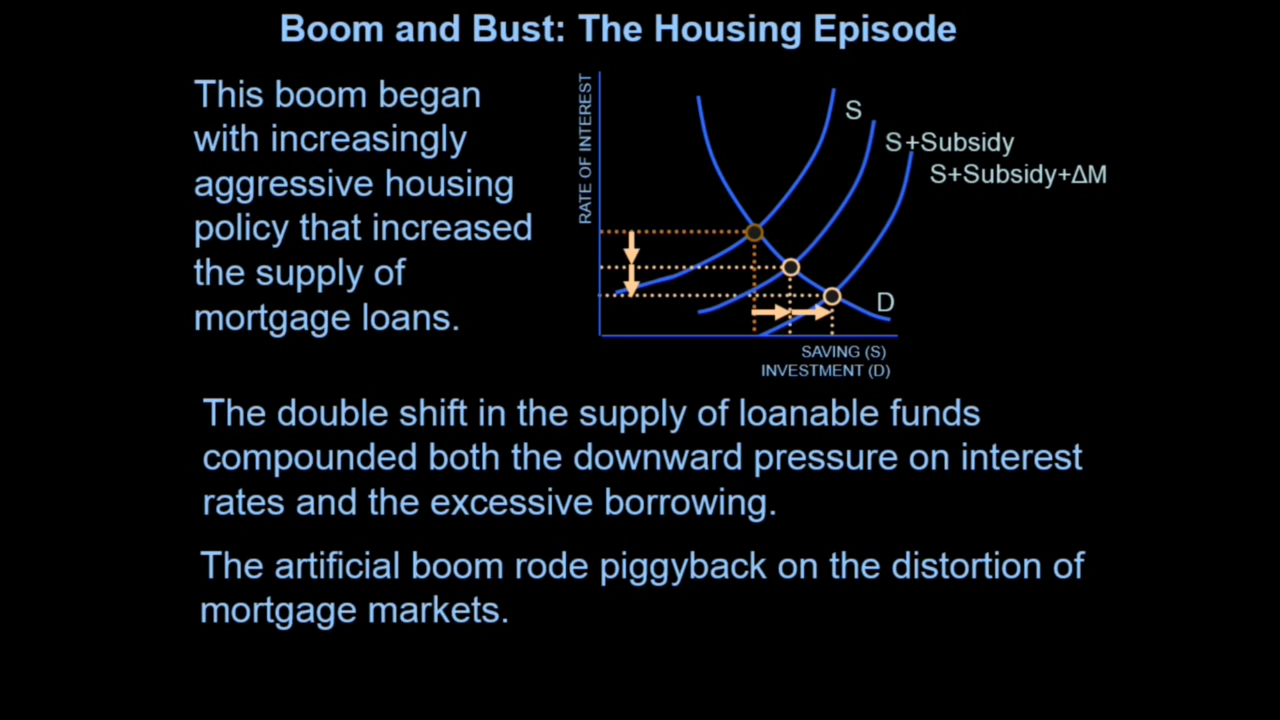 Boom and Bust: The Housing Episode
This boom began
with increasingly
aggressive housing
policy that increased
the supply of
mortgage loans.
RATE OF INTEREST
S
S+Subsidy
S+Subsidy+ΔM
D
SAVING (S)
INVESTMENT (D)
The double shift in the supply of loanable funds
compounded both the downward pressure on interest
rates and the excessive borrowing.
The artificial boom rode piggyback on the distortion of
mortgage markets.